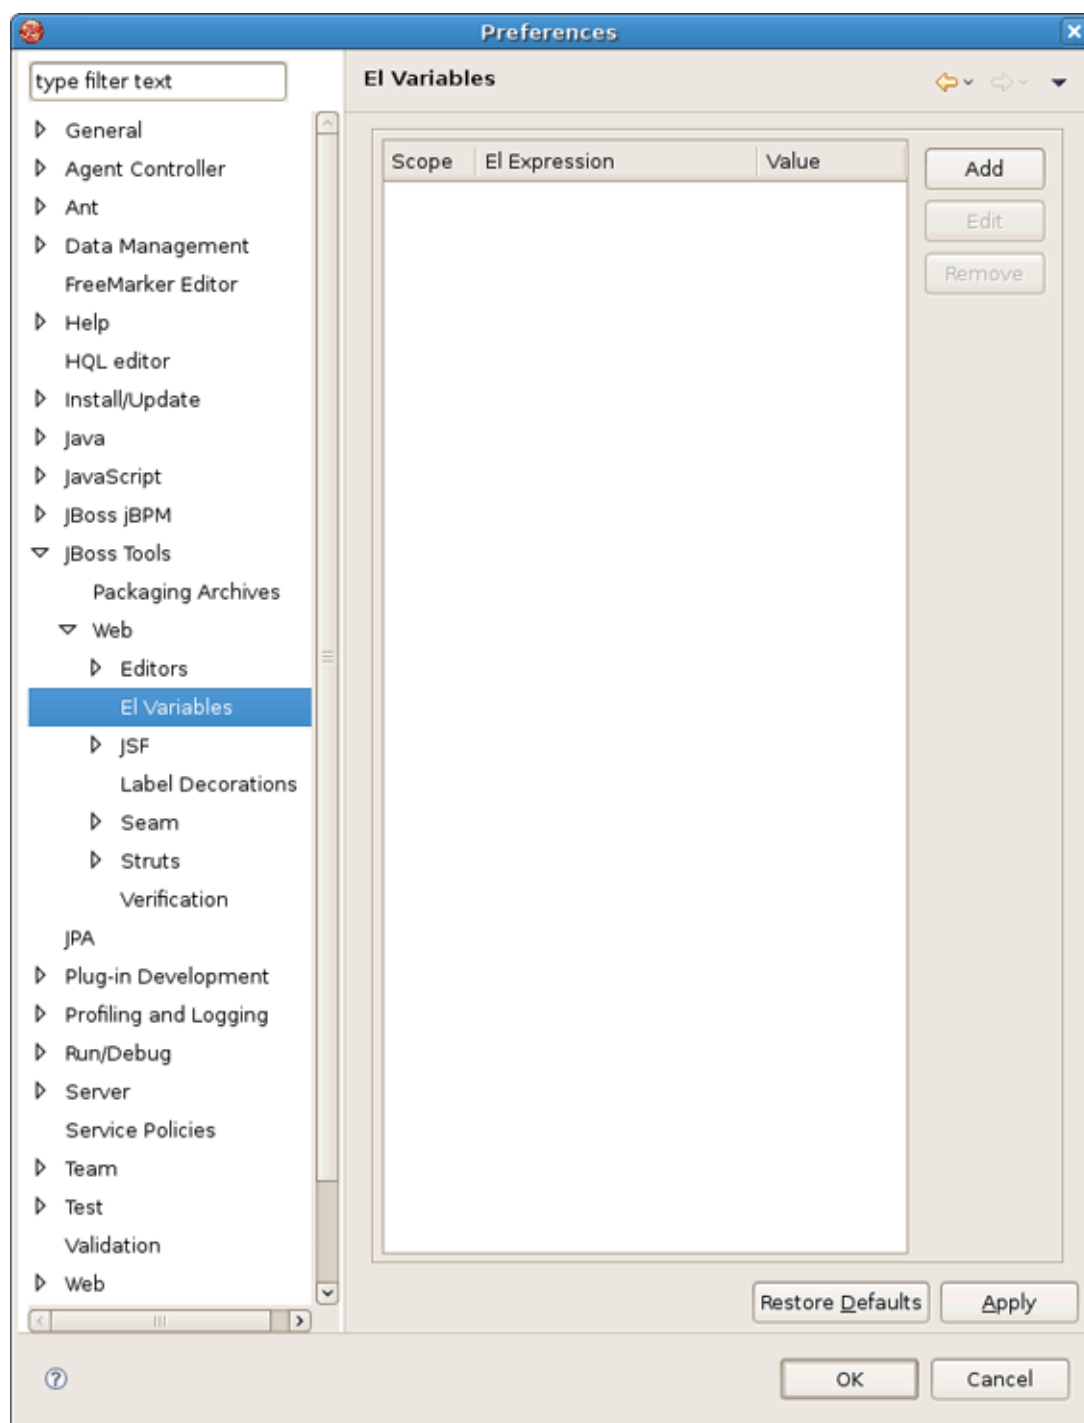 Preferences
type filter text
General
Agent Controller
Ant
Data Management
FreeMarker Editor
Help
HQL editor
Install/Update
Java
JavaScript
JBoss jBPM
JBoss Tools
Packaging Archives
Web
Editors
El Variables
JSF
Label Decorations
Seam
Struts
Verification
JPA
Plug-in Development
Profiling and Logging
Run/Debug
Server
Service Policies
Team
Test
Validation
Web
El Variables
Scope El Expression Value
Add
Edit
Remove
Restore Defaults Apply
OK Cancel